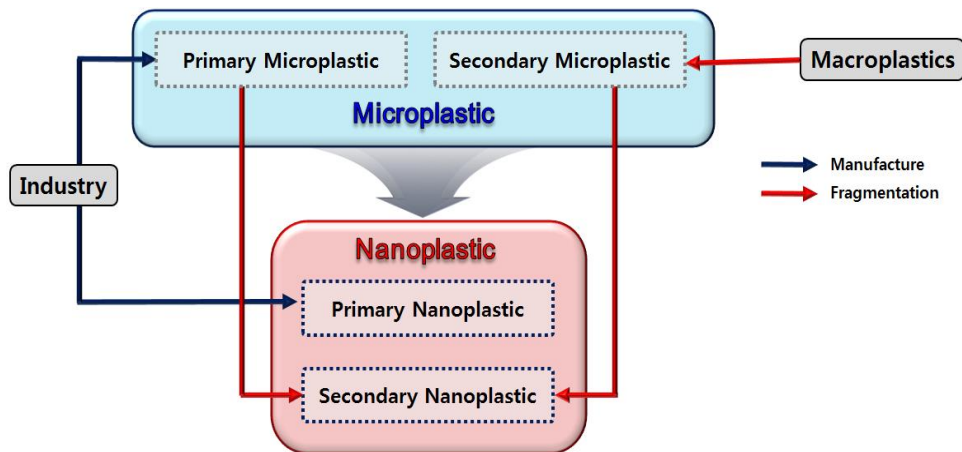 Primary Microplastic
Secondary Microplastic
Macroplastics
Microplastic
Industry
Manufacture
Fragmentation
Nanoplastic
Primary Nanoplastic
Secondary Nanoplastic